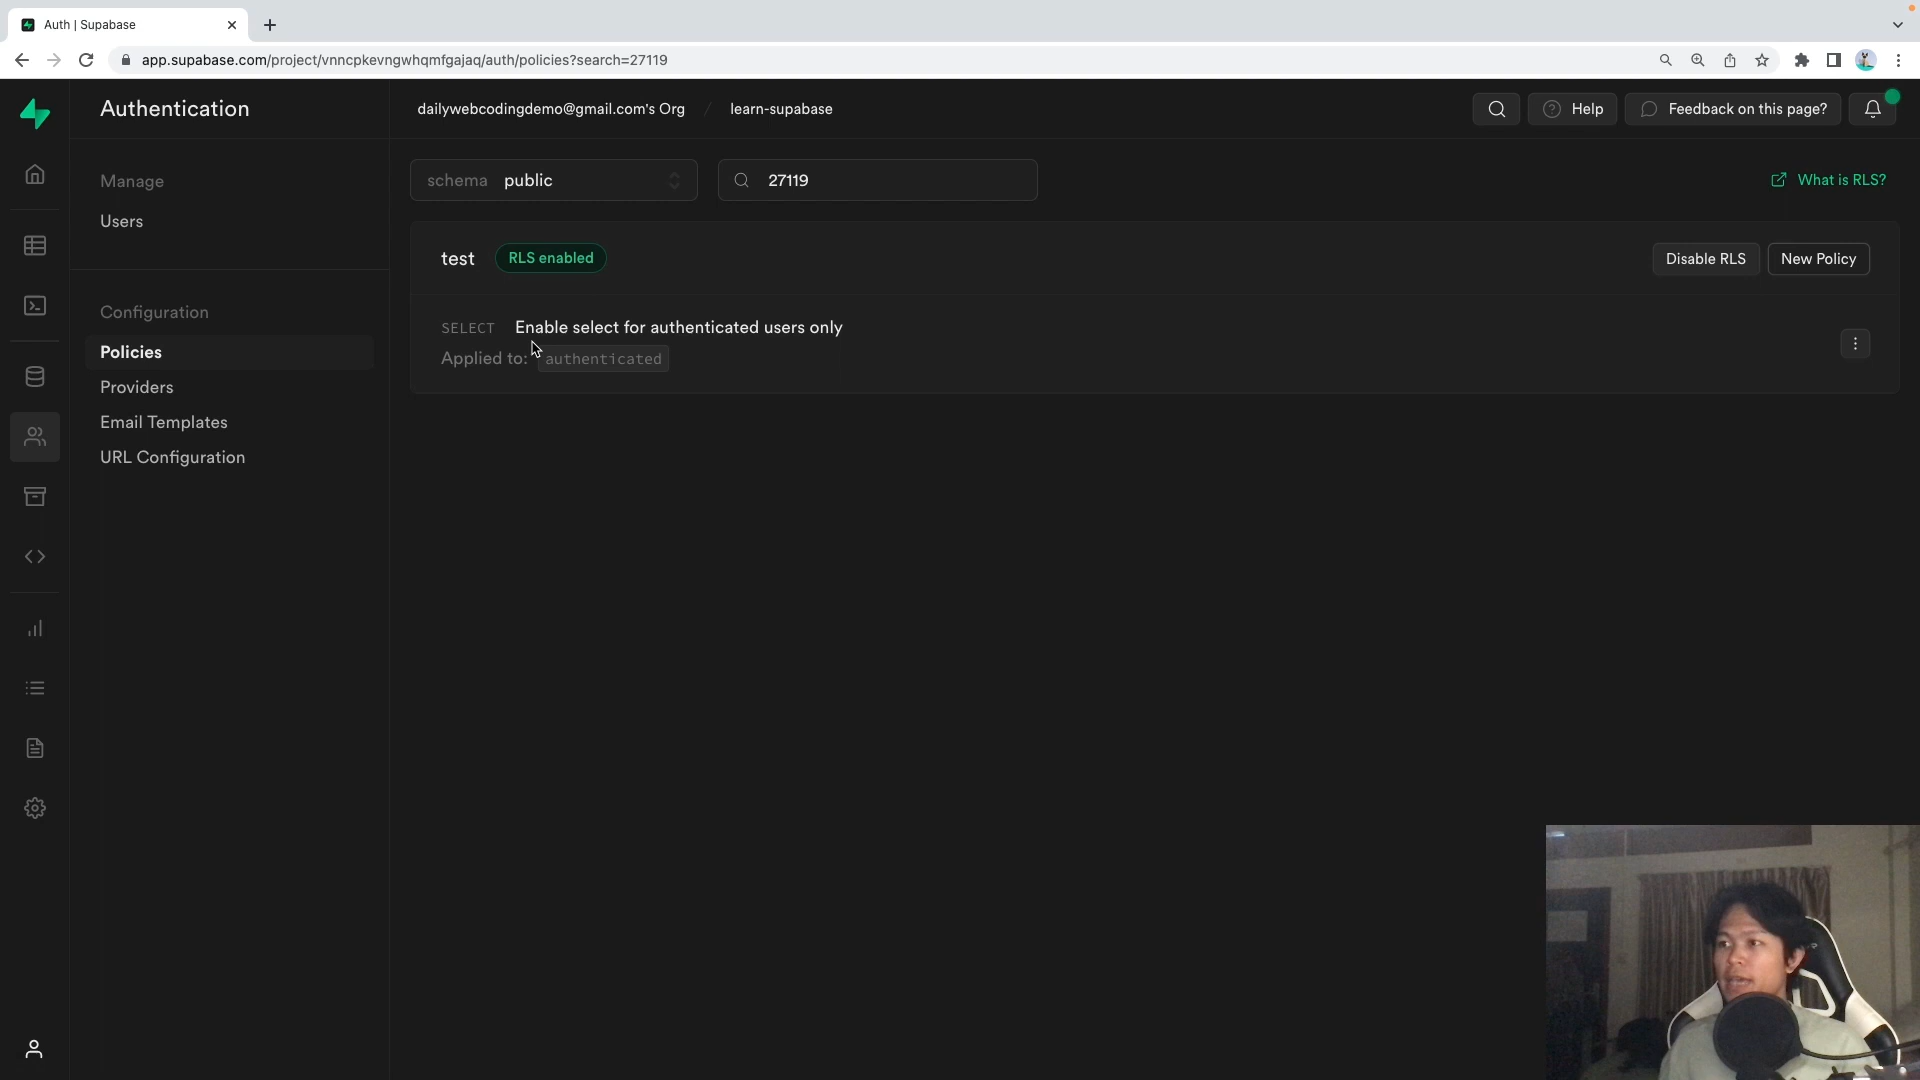 Auth | Supabase
app.supabase.com/project/vnncpkevngwhqmfgajaq/auth/policies?search=27119
Authentication
dailywebcodingdemo@gmail.com's Org / learn-supabase
Help
Feedback on this page?
Manage
Users
Configuration
Policies
Providers
Email Templates
URL Configuration
schema public
27119
What is RLS?
test RLS enabled
Disable RLS
New Policy
SELECT Enable select for authenticated users only
Applied to: authenticated